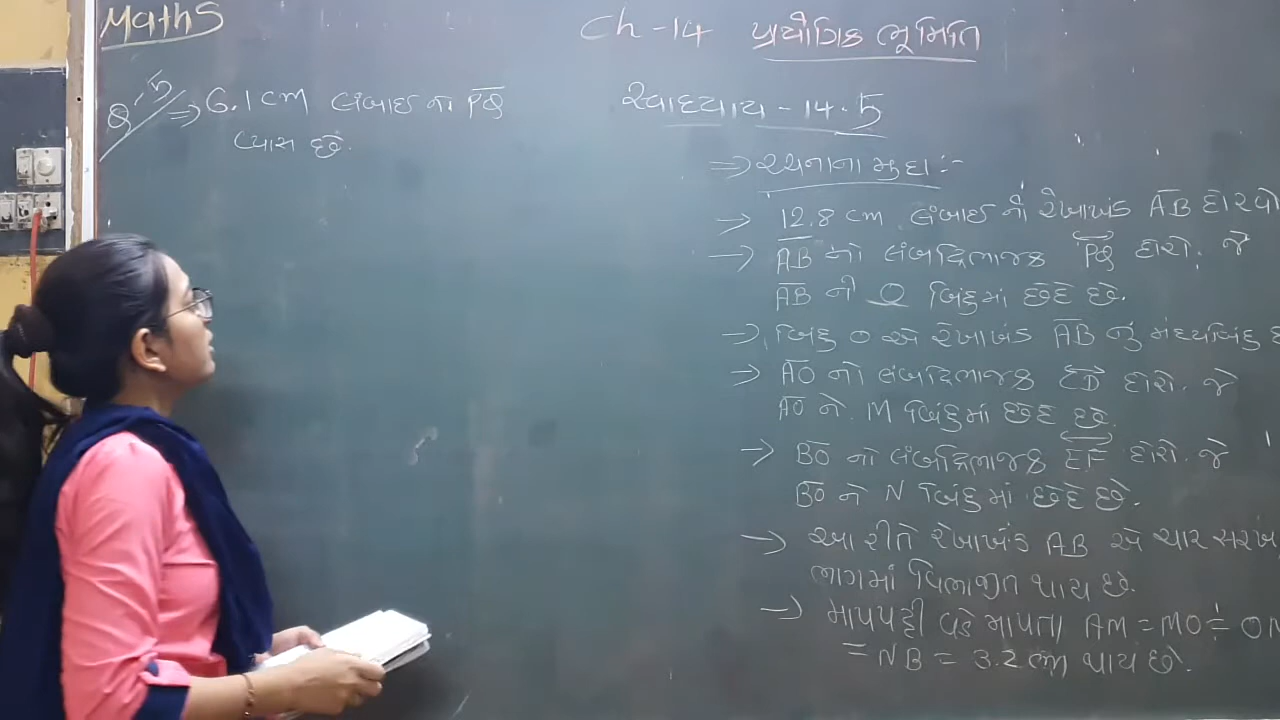 Maths
Ch - 14 પ્રાયોગિક ભૂમિતિ
Q-5 ⇒ 6.1 cm લંબાઈ ના PQ
વ્યાસ છે.
સ્વાધ્યાય - 14.5
⇒ રચનાના મુદ્દા :-
→ 12.8 cm લંબાઈ નો રેખાખંડ AB દોરવો
→ AB નો લંબદ્વિભાજક PQ દોરો. જે
AB ની O બિંદુમાં છેદે છે.
→ બિંદુ O એ રેખાખંડ AB નું મધ્યબિંદુ
→ AO નો લંબદ્વિભાજક CD દોરો. જે
AO ને M બિંદુમાં છેદે છે.
→ BO નો લંબદ્વિભાજક EF દોરો. જે
BO ને N બિંદુમાં છેદે છે.
→ આ રીતે રેખાખંડ AB એ ચાર સરખા
ભાગમાં વિભાજીત થાય છે.
→ માપપટ્ટી વડે માપતા AM = MO = ON
= NB = 3.2 થાય છે.